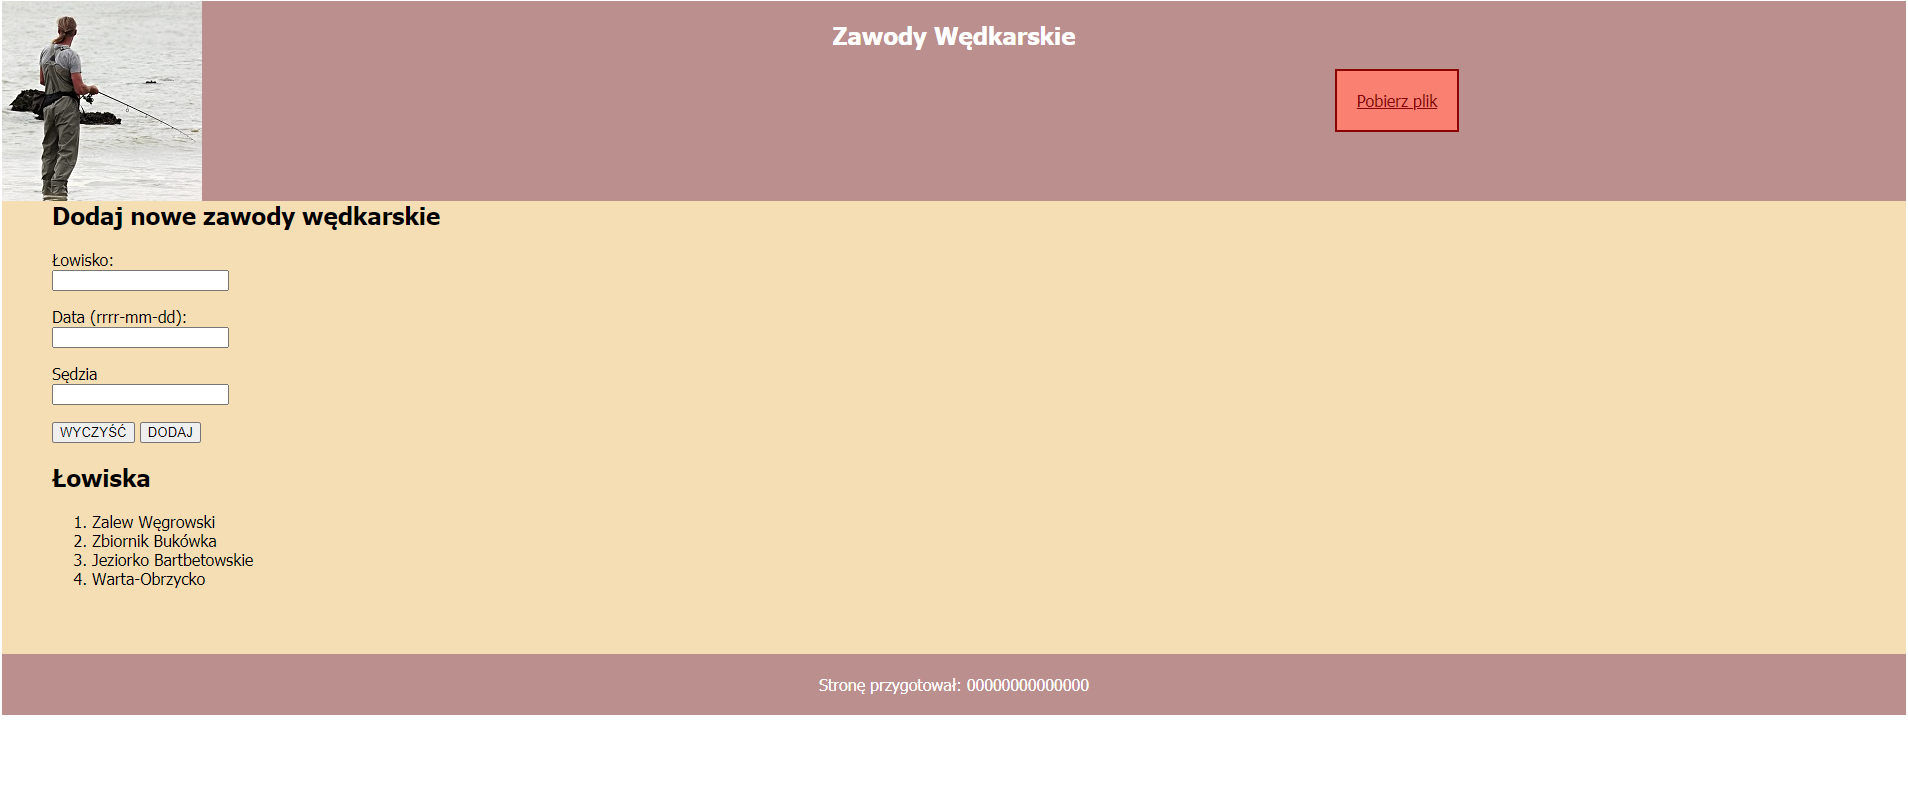 Zawody Wędkarskie
Pobierz plik
Dodaj nowe zawody wędkarskie
Łowisko:
Data (rrrr-mm-dd):
Sędzia
WYCZYŚĆ DODAJ
Łowiska
1. Zalew Węgrowski
2. Zbiornik Bukówka
3. Jeziorko Bartbetowskie
4. Warta-Obrzycko
Stronę przygotował: 00000000000000